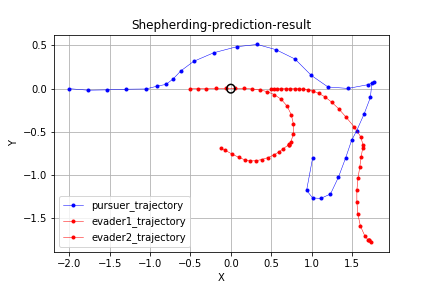 Shepherding-prediction-result
0.5
0.0
−0.5
−1.0
−1.5
Y
pursuer_trajectory
evader1_trajectory
evader2_trajectory
−2.0 −1.5 −1.0 −0.5 0.0 0.5 1.0 1.5
X